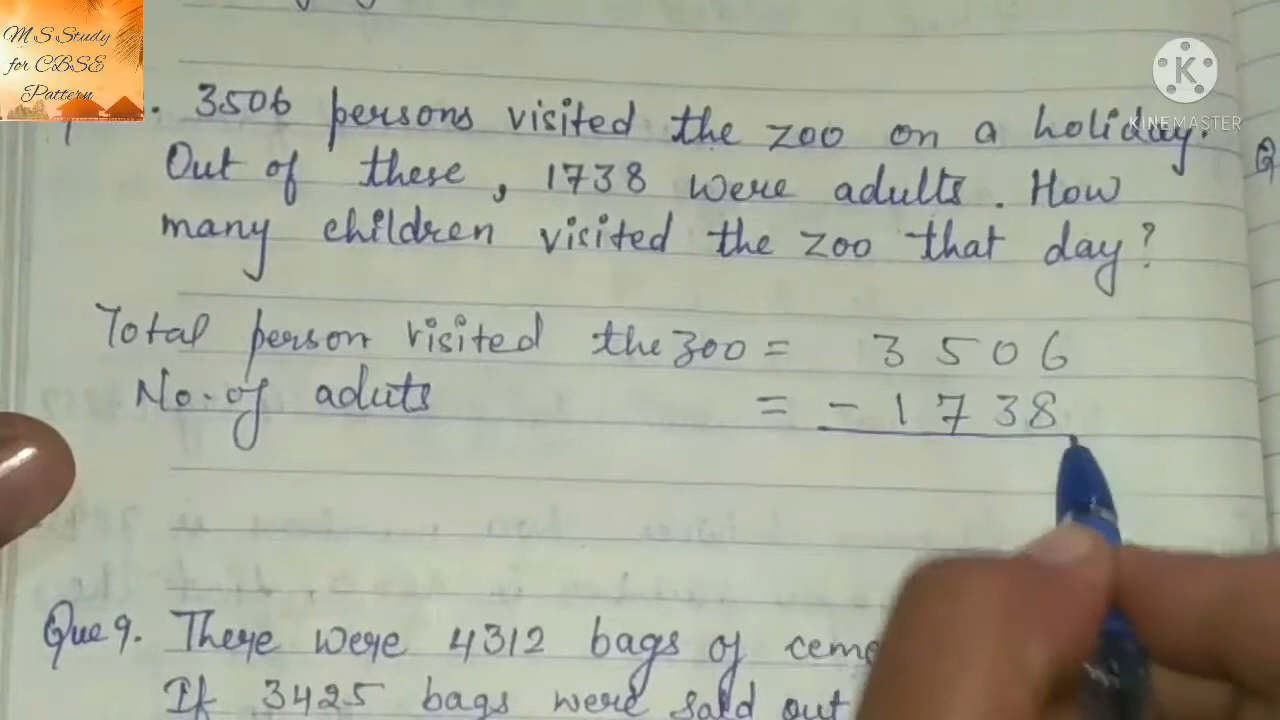 M S Study
for CBSE
Pattern
KINEMASTER
3506 persons visited the zoo on a holiday.
Out of these, 1738 were adults. How
many children visited the zoo that day?
Total person visited the zoo = 3506
No. of aduts = - 1738
Que 9. There were 4312 bags of
If 3425 bags were sold out